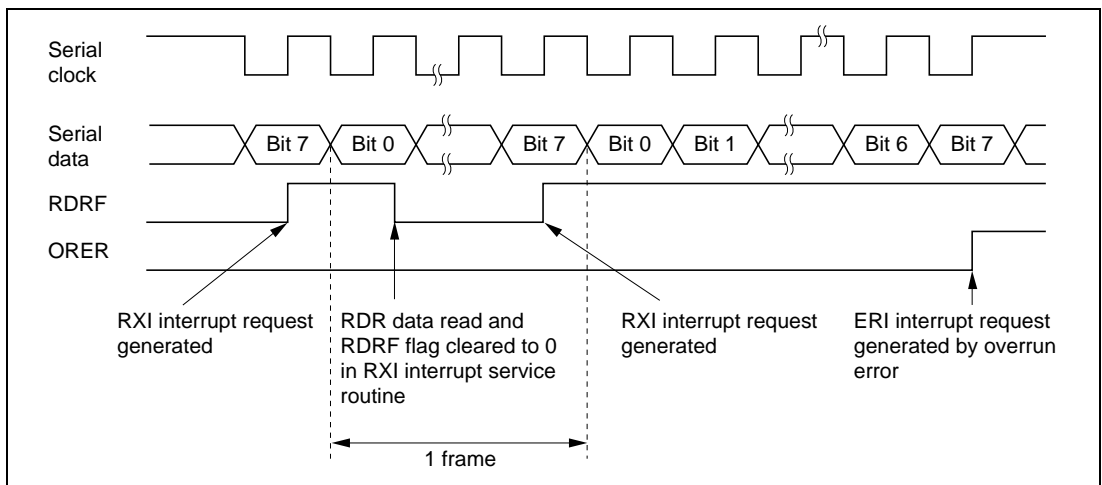 Serial
clock
Serial
data
Bit 7
Bit 0
Bit 7
Bit 0
Bit 1
Bit 6
Bit 7
RDRF
ORER
RXI interrupt request
generated
RDR data read and
RDRF flag cleared to 0
in RXI interrupt service
routine
RXI interrupt request
generated
ERI interrupt request
generated by overrun
error
1 frame